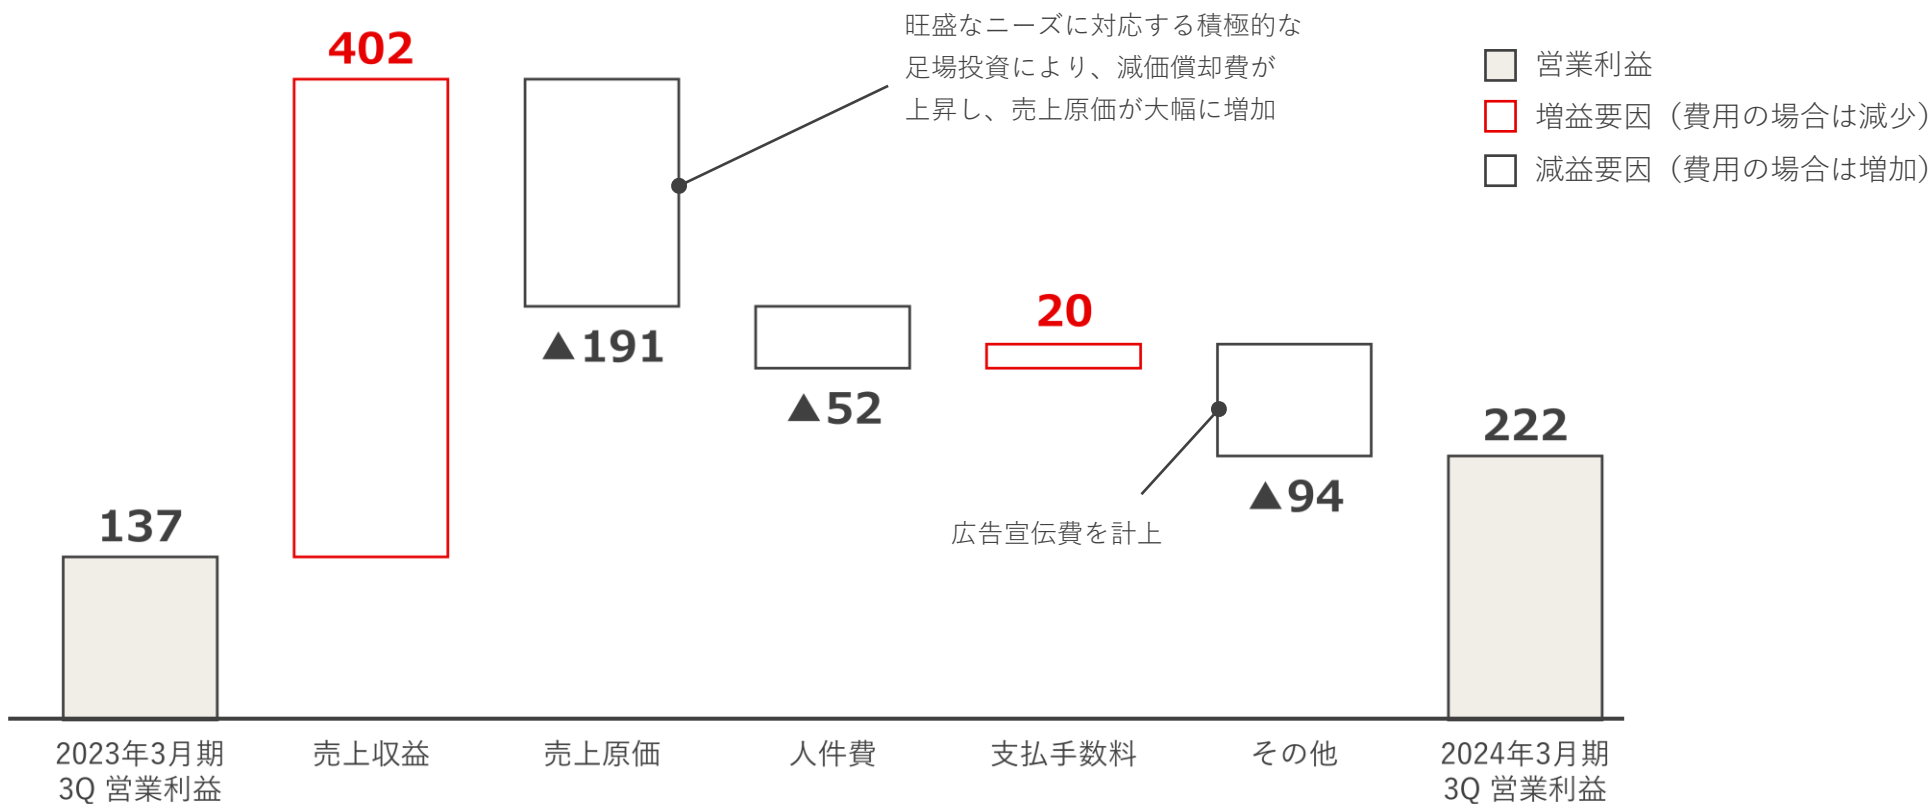 旺盛なニーズに対応する積極的な
足場投資により、減価償却費が
上昇し、売上原価が大幅に増加
営業利益
増益要因（費用の場合は減少）
減益要因（費用の場合は増加）
402
▲191
▲52
20
広告宣伝費を計上
▲94
137
222
2023年3月期
3Q 営業利益
売上収益
売上原価
人件費
支払手数料
その他
2024年3月期
3Q 営業利益